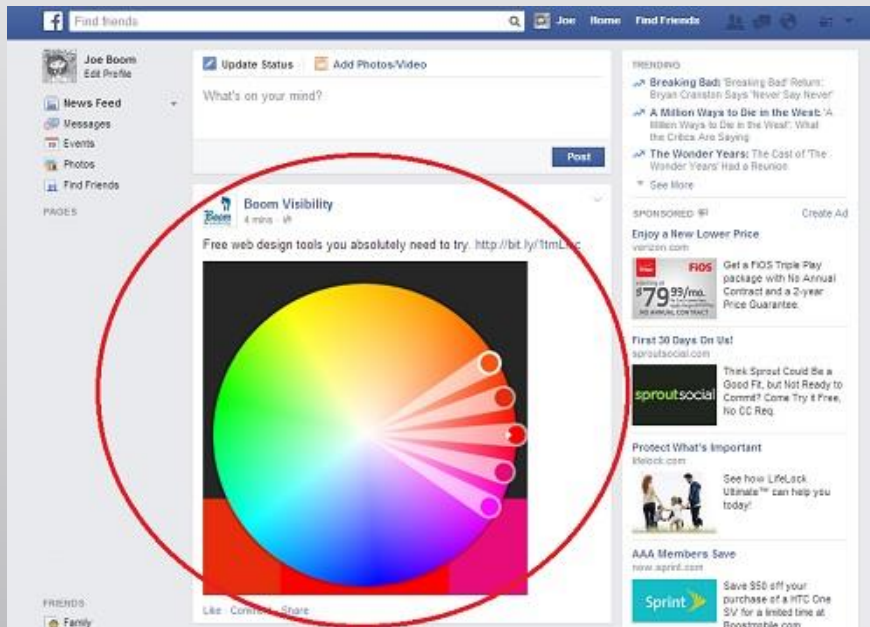 f Find friends Joe Home Find Friends
Joe Boom
Edit Profile
News Feed
Messages
Events
Photos
Find Friends
PAGES
FRIENDS
Family
Update Status Add Photos/Video
What's on your mind?
Post
Boom Visibility
4 mins
Free web design tools you absolutely need to try.
Like · Comment · Share
TRENDING
Breaking Bad: 'Breaking Bad' Return:
Bryan Cranston Says 'Never Say Never'
A Million Ways to Die in the West: 'A
Million Ways to Die in the West': What
the Critics Are Saying
The Wonder Years: The Cast of 'The
Wonder Years' Had a Reunion
See More
SPONSORED Create Ad
Enjoy a New Lower Price
verizon.com
FiOS
$79 99/mo.
NO ANNUAL CONTRACT
Get a FiOS Triple Play
package with No Annual
Contract and a 2-year
Price Guarantee.
First 30 Days On Us!
sproutsocial.com
sproutsocial
Think Sprout Could Be a
Good Fit, but Not Ready to
Commit? Come Try it Free,
No CC Req.
Protect What's Important
lifelock.com
See how LifeLock
Ultimate™ can help you
today!
AAA Members Save
now.sprint.com
Sprint
Save $50 off your
purchase of a HTC One
SV for a limited time at
Boostmobile.com